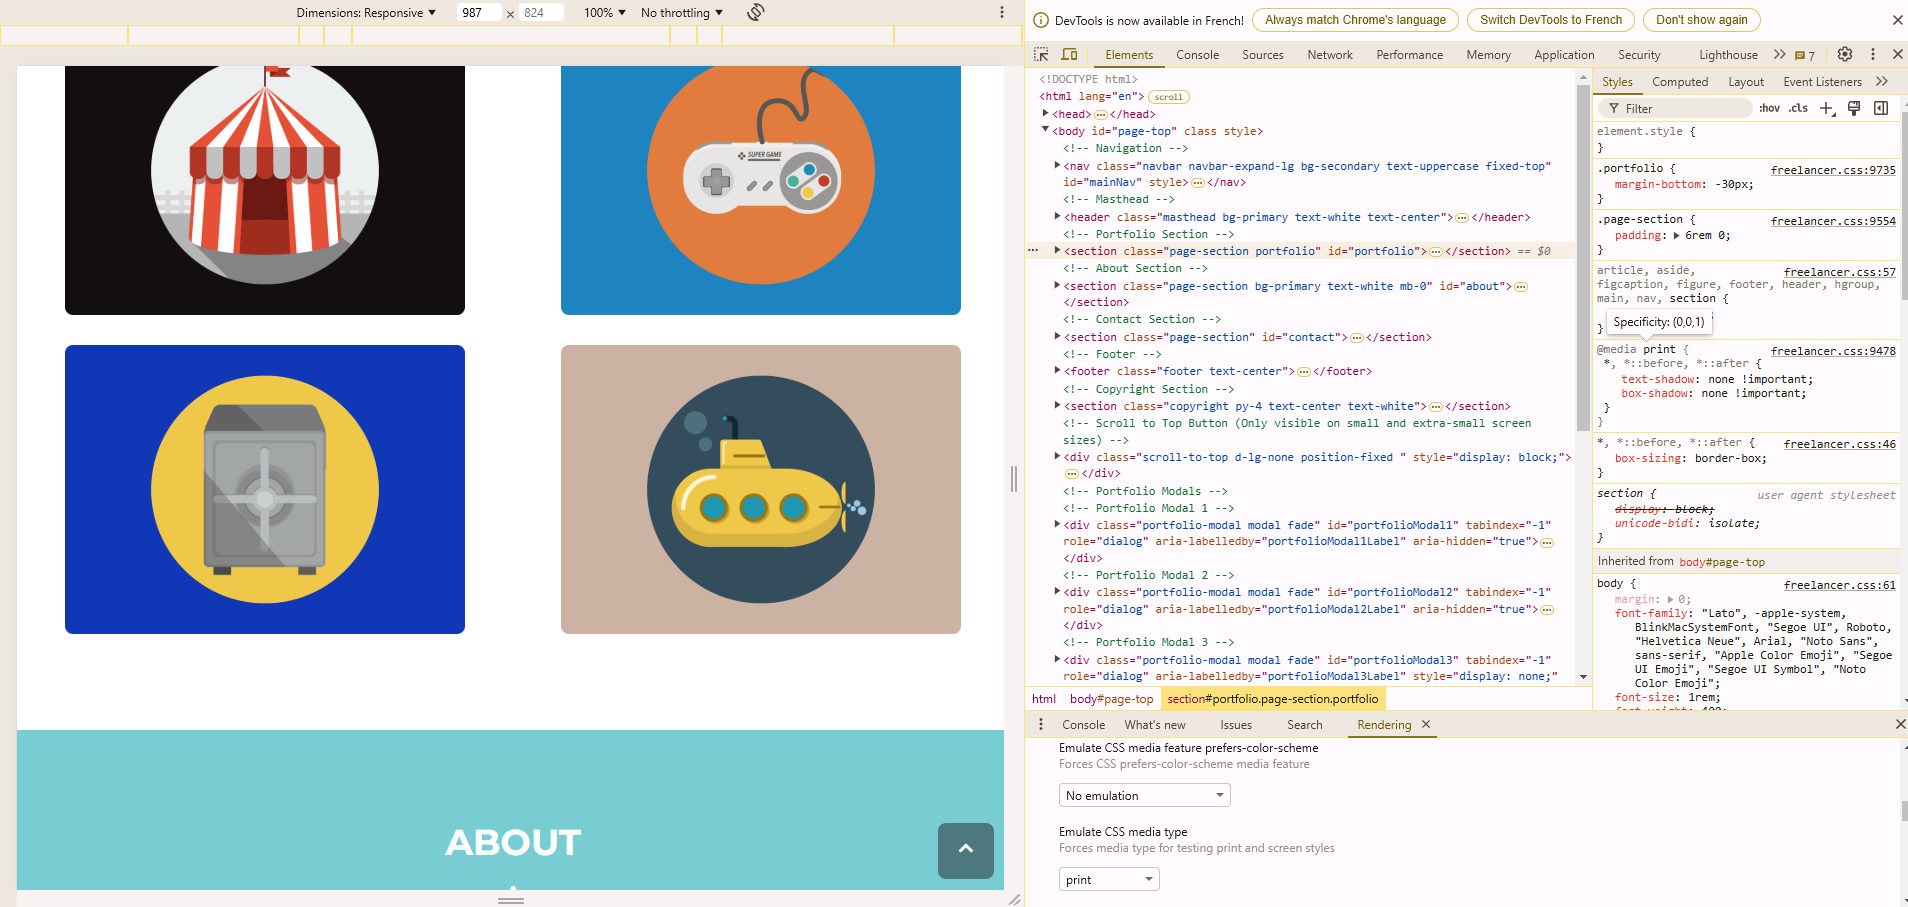 Dimensions: Responsive
987 × 824
100%
No throttling
SUPER GAME
ABOUT
DevTools is now available in French!
Always match Chrome's language
Switch DevTools to French
Don't show again
Elements
Console
Sources
Network
Performance
Memory
Application
Security
Lighthouse
7
<!DOCTYPE html>
<html lang="en"> scroll
<head> </head>
<body id="page-top" class style>
<!-- Navigation -->
<nav class="navbar navbar-expand-lg bg-secondary text-uppercase fixed-top"
id="mainNav" style> </nav>
<!-- Masthead -->
<header class="masthead bg-primary text-white text-center"> </header>
<!-- Portfolio Section -->
<section class="page-section portfolio" id="portfolio"> </section> == $0
<!-- About Section -->
<section class="page-section bg-primary text-white mb-0" id="about">
</section>
<!-- Contact Section -->
<section class="page-section" id="contact"> </section>
<!-- Footer -->
<footer class="footer text-center"> </footer>
<!-- Copyright Section -->
<section class="copyright py-4 text-center text-white"> </section>
<!-- Scroll to Top Button (Only visible on small and extra-small screen
sizes) -->
<div class="scroll-to-top d-lg-none position-fixed " style="display: block;">
</div>
<!-- Portfolio Modals -->
<!-- Portfolio Modal 1 -->
<div class="portfolio-modal modal fade" id="portfolioModal1" tabindex="-1"
role="dialog" aria-labelledby="portfolioModal1Label" aria-hidden="true">
</div>
<!-- Portfolio Modal 2 -->
<div class="portfolio-modal modal fade" id="portfolioModal2" tabindex="-1"
role="dialog" aria-labelledby="portfolioModal2Label" aria-hidden="true">
</div>
<!-- Portfolio Modal 3 -->
<div class="portfolio-modal modal fade" id="portfolioModal3" tabindex="-1"
role="dialog" aria-labelledby="portfolioModal3Label" style="display: none;"
html
body#page-top
section#portfolio.page-section.portfolio
Styles
Computed
Layout
Event Listeners
Filter
:hov .cls
element.style {
}
.portfolio { freelancer.css:9735
margin-bottom: -30px;
}
.page-section { freelancer.css:9554
padding: 6rem 0;
}
article, aside, freelancer.css:57
figcaption, figure, footer, header, hgroup,
main, nav, section {
Specificity: (0,0,1)
}
@media print { freelancer.css:9478
*, *::before, *::after {
text-shadow: none !important;
box-shadow: none !important;
}
}
*, *::before, *::after { freelancer.css:46
box-sizing: border-box;
}
section { user agent stylesheet
display: block;
unicode-bidi: isolate;
}
Inherited from body#page-top
body { freelancer.css:61
margin: 0;
font-family: "Lato", -apple-system,
BlinkMacSystemFont, "Segoe UI", Roboto,
"Helvetica Neue", Arial, "Noto Sans",
sans-serif, "Apple Color Emoji", "Segoe
UI Emoji", "Segoe UI Symbol", "Noto
Color Emoji";
font-size: 1rem;
Console
What's new
Issues
Search
Rendering
Emulate CSS media feature prefers-color-scheme
Forces CSS prefers-color-scheme media feature
No emulation
Emulate CSS media type
Forces media type for testing print and screen styles
print